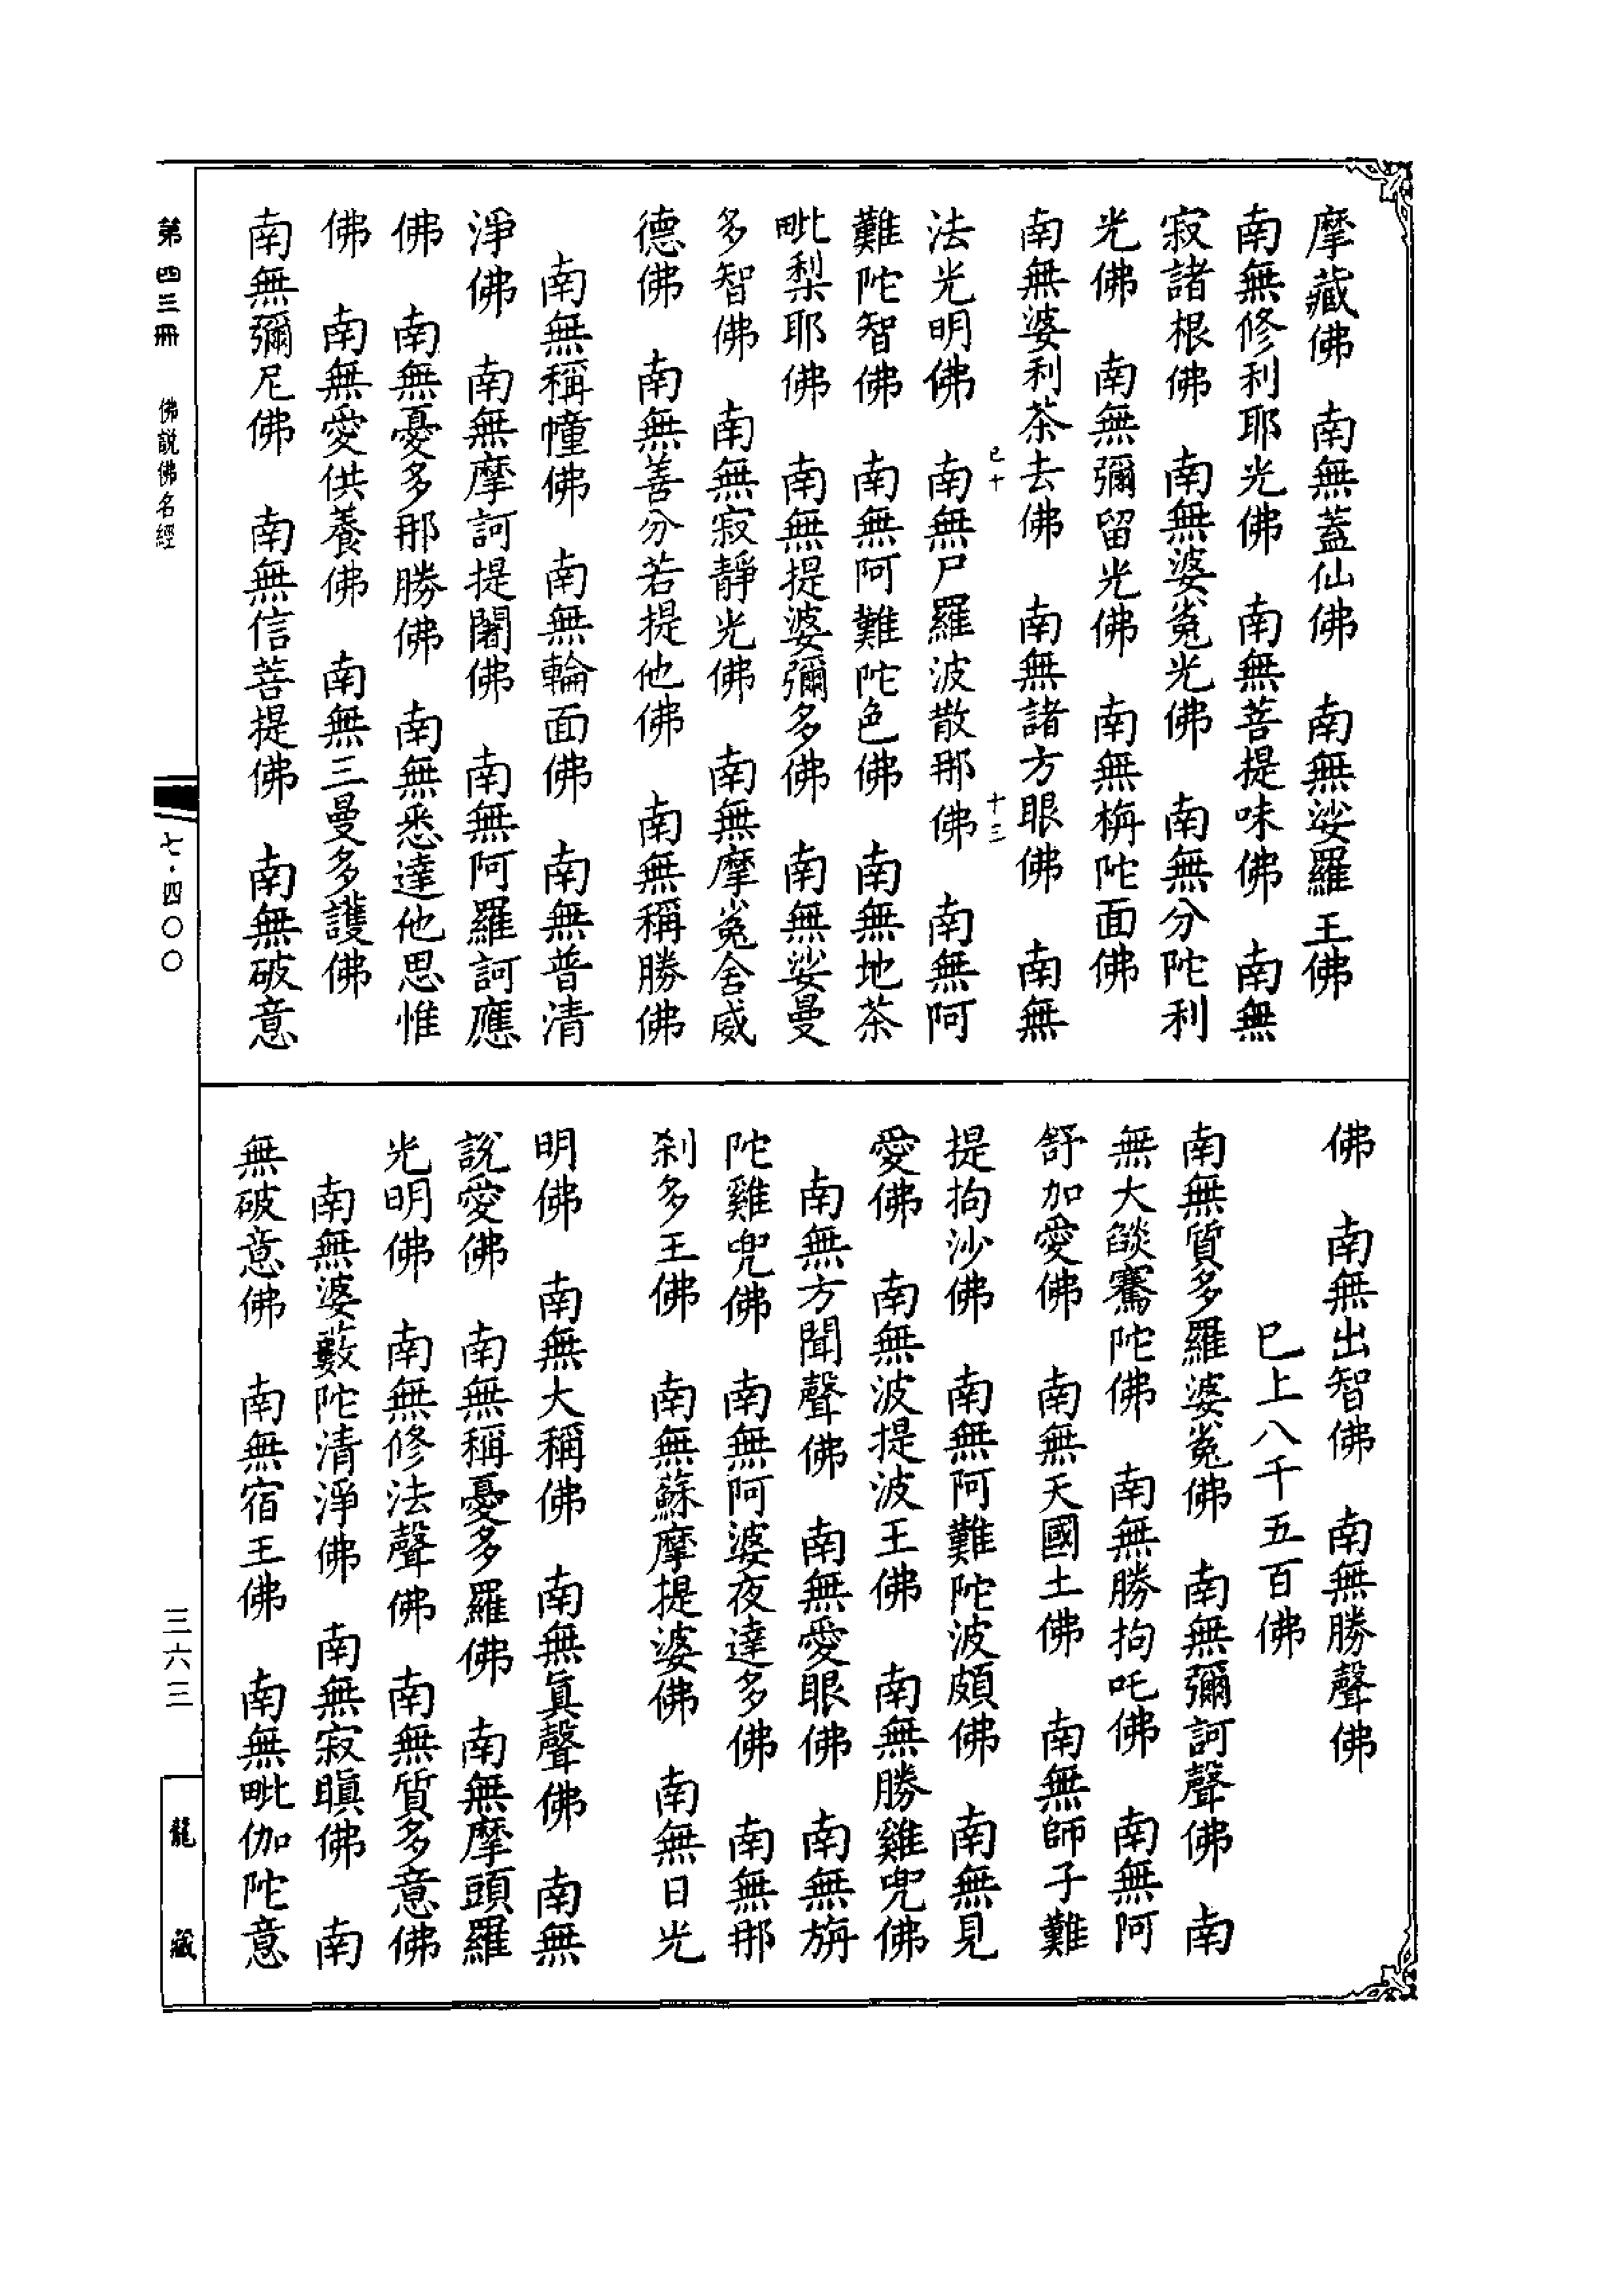 摩藏佛　南無蓋仙佛　南無娑羅王佛
南無修利耶光佛　南無菩提味佛　南無
寂諸根佛　南無婆㝹光佛　南無分陀利
光佛　南無彌留光佛　南無栴陀面佛
南無婆利茶去佛　南無諸方眼佛　南無
巳十　十三
法光明佛　南無尸羅波散那佛　南無阿
難陀智佛　南無阿難陀色佛　南無地茶
毗梨耶佛　南無提婆彌多佛　南無娑曼
多智佛　南無寂靜光佛　南無摩㝹舍威
德佛　南無善分若提他佛　南無稱勝佛
南無稱幢佛　南無輪面佛　南無普清
淨佛　南無摩訶提闍佛　南無阿羅訶應
佛　南無憂多那勝佛　南無悉達他思惟
佛　南無愛供養佛　南無三曼多護佛
南無彌尼佛　南無信菩提佛　南無破意
佛　南無出智佛　南無勝聲佛
巳上八千五百佛
南無質多羅婆㝹佛　南無彌訶聲佛　南
無大燄騫陀佛　南無勝拘吒佛　南無阿
舒加愛佛　南無天國土佛　南無師子難
提拘沙佛　南無阿難陀波頗佛　南無見
愛佛　南無波提波王佛　南無勝雞兜佛
南無方聞聲佛　南無愛眼佛　南無旃
陀雞兜佛　南無阿婆夜達多佛　南無那
剎多王佛　南無蘇摩提婆佛　南無日光
明佛　南無大稱佛　南無眞聲佛　南無
說愛佛　南無稱憂多羅佛　南無摩頭羅
光明佛　南無修法聲佛　南無質多意佛
南無婆藪陀清淨佛　南無寂瞋佛　南
無破意佛　南無宿王佛　南無毗伽陀意
第四三冊　佛説佛名經
七·四〇〇
三六三
龍藏